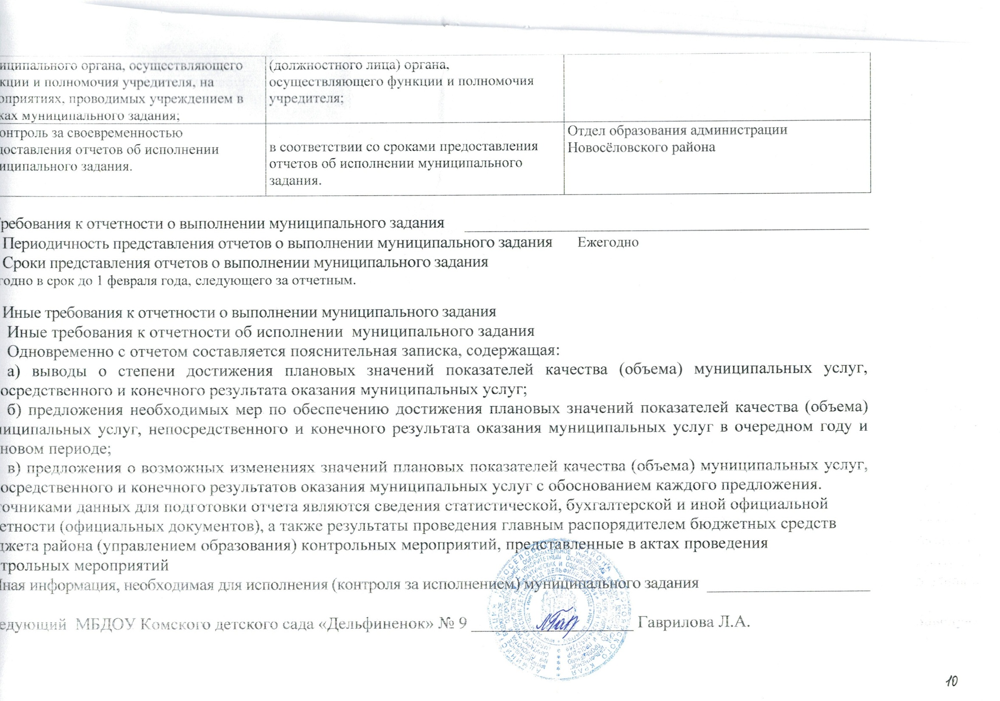 иципального органа, осуществляющего
кции и полномочия учредителя, на
оприятиях, проводимых учреждением в
ках муниципального задания;
(должностного лица) органа,
осуществляющего функции и полномочия
учредителя;
онтроль за своевременностью
доставления отчетов об исполнении
иципального задания.
в соответствии со сроками предоставления
отчетов об исполнении муниципального
задания.
Отдел образования администрации
Новосёловского района
ребования к отчетности о выполнении муниципального задания
Периодичность представления отчетов о выполнении муниципального задания Ежегодно
Сроки представления отчетов о выполнении муниципального задания
годно в срок до 1 февраля года, следующего за отчетным.
Иные требования к отчетности о выполнении муниципального задания
Иные требования к отчетности об исполнении муниципального задания
Одновременно с отчетом составляется пояснительная записка, содержащая:
а) выводы о степени достижения плановых значений показателей качества (объема) муниципальных услуг,
осредственного и конечного результата оказания муниципальных услуг;
б) предложения необходимых мер по обеспечению достижения плановых значений показателей качества (объема)
иципальных услуг, непосредственного и конечного результата оказания муниципальных услуг в очередном году и
новом периоде;
в) предложения о возможных изменениях значений плановых показателей качества (объема) муниципальных услуг,
осредственного и конечного результатов оказания муниципальных услуг с обоснованием каждого предложения.
очниками данных для подготовки отчета являются сведения статистической, бухгалтерской и иной официальной
етности (официальных документов), а также результаты проведения главным распорядителем бюджетных средств
джета района (управлением образования) контрольных мероприятий, представленные в актах проведения
трольных мероприятий
ная информация, необходимая для исполнения (контроля за исполнением) муниципального задания
едующий МБДОУ Комского детского сада «Дельфиненок» № 9 Гаврилова Л.А.
10